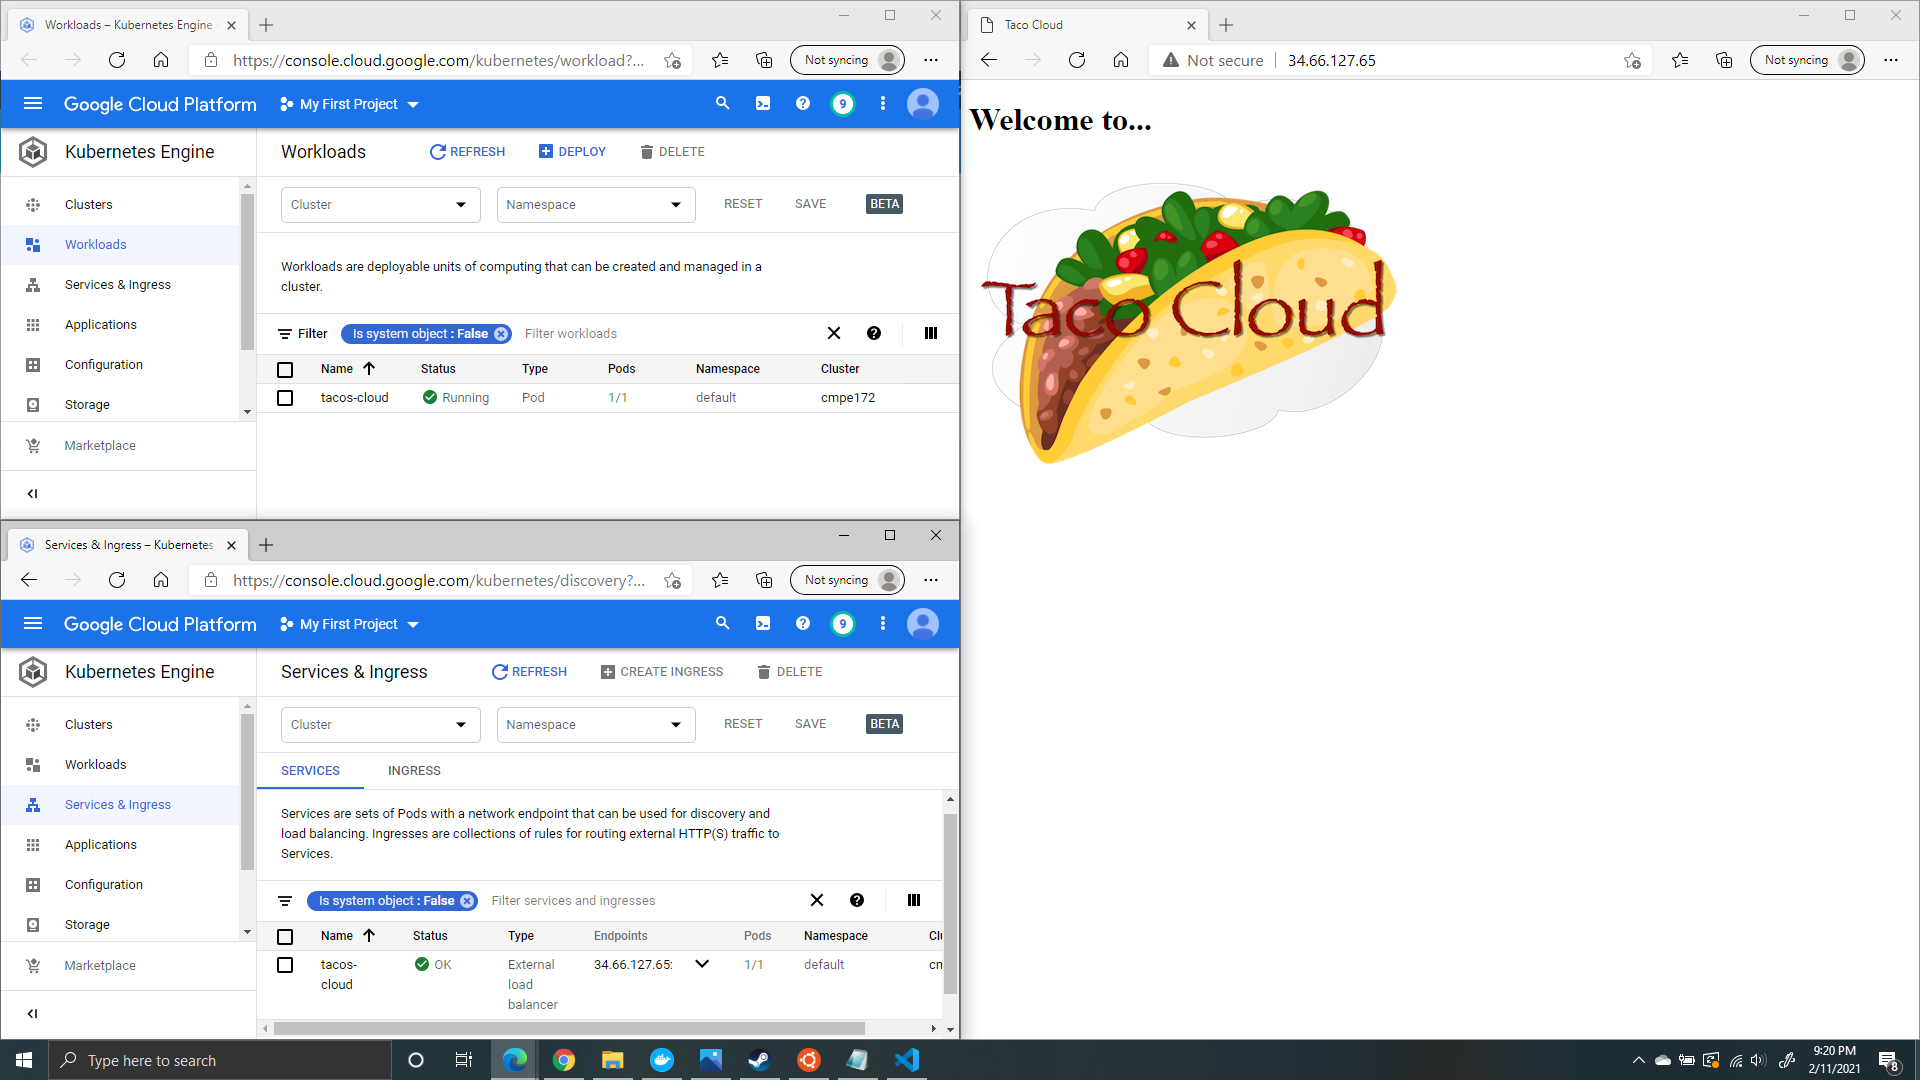 Workloads – Kubernetes Engine
https://console.cloud.google.com/kubernetes/workload?...
Not syncing
Google Cloud Platform
My First Project
9
Kubernetes Engine
Workloads
REFRESH
DEPLOY
DELETE
Clusters
Workloads
Services & Ingress
Applications
Configuration
Storage
Marketplace
Cluster
Namespace
RESET
SAVE
BETA
Workloads are deployable units of computing that can be created and managed in a
cluster.
Filter
Is system object : False
Filter workloads
Name Status Type Pods Namespace Cluster
tacos-cloud Running Pod 1/1 default cmpe172
Services & Ingress – Kubernetes
https://console.cloud.google.com/kubernetes/discovery?...
Not syncing
Google Cloud Platform
My First Project
9
Kubernetes Engine
Services & Ingress
REFRESH
CREATE INGRESS
DELETE
Clusters
Workloads
Services & Ingress
Applications
Configuration
Storage
Marketplace
Cluster
Namespace
RESET
SAVE
BETA
SERVICES
INGRESS
Services are sets of Pods with a network endpoint that can be used for discovery and
load balancing. Ingresses are collections of rules for routing external HTTP(S) traffic to
Services.
Is system object : False
Filter services and ingresses
Name Status Type Endpoints Pods Namespace
tacos- OK External 34.66.127.65: 1/1 default
cloud load
balancer
Taco Cloud
Not secure
34.66.127.65
Not syncing
Welcome to...
Taco Cloud
Type here to search
9:20 PM
2/11/2021
8